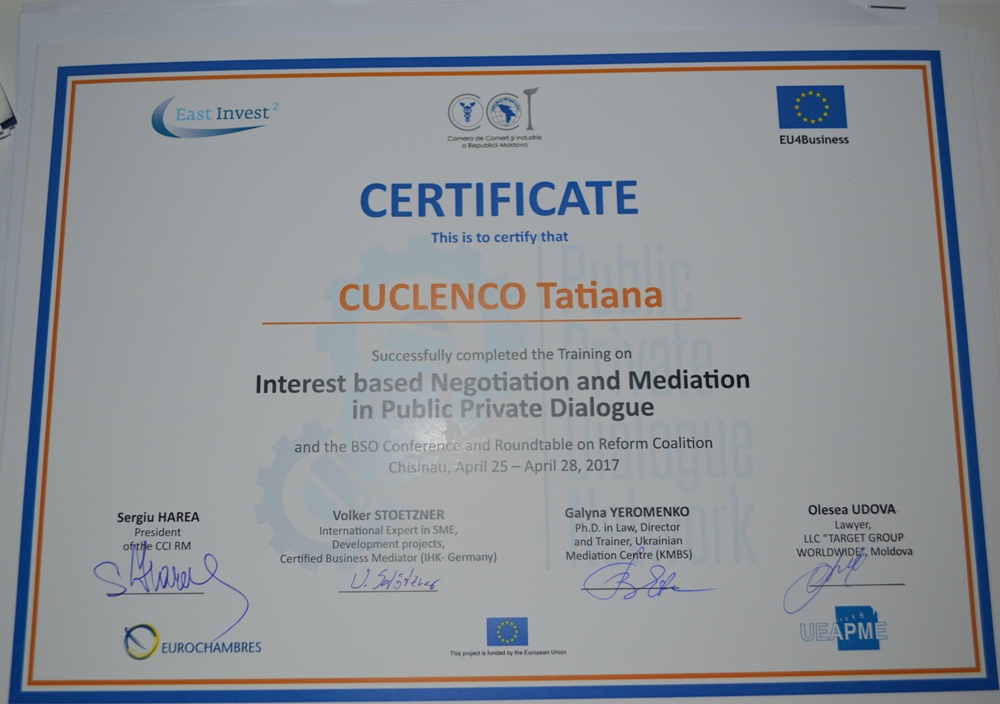 East Invest 2
CCI
Camera de Comerț și Industrie
a Republicii Moldova
EU4Business
CERTIFICATE
This is to certify that
Public
Private
Dialogue
Network
CUCLENCO Tatiana
Successfully completed the Training on
Interest based Negotiation and Mediation
in Public Private Dialogue
and the BSO Conference and Roundtable on Reform Coalition
Chisinau, April 25 – April 28, 2017
Sergiu HAREA
President
of the CCI RM
Volker STOETZNER
International Expert in SME,
Development projects,
Certified Business Mediator (IHK- Germany)
Galyna YEROMENKO
Ph.D. in Law, Director
and Trainer, Ukrainian
Mediation Centre (KMBS)
Olesea UDOVA
Lawyer,
LLC "TARGET GROUP
WORLDWIDE", Moldova
EUROCHAMBRES
This project is funded by the European Union
UEAPME